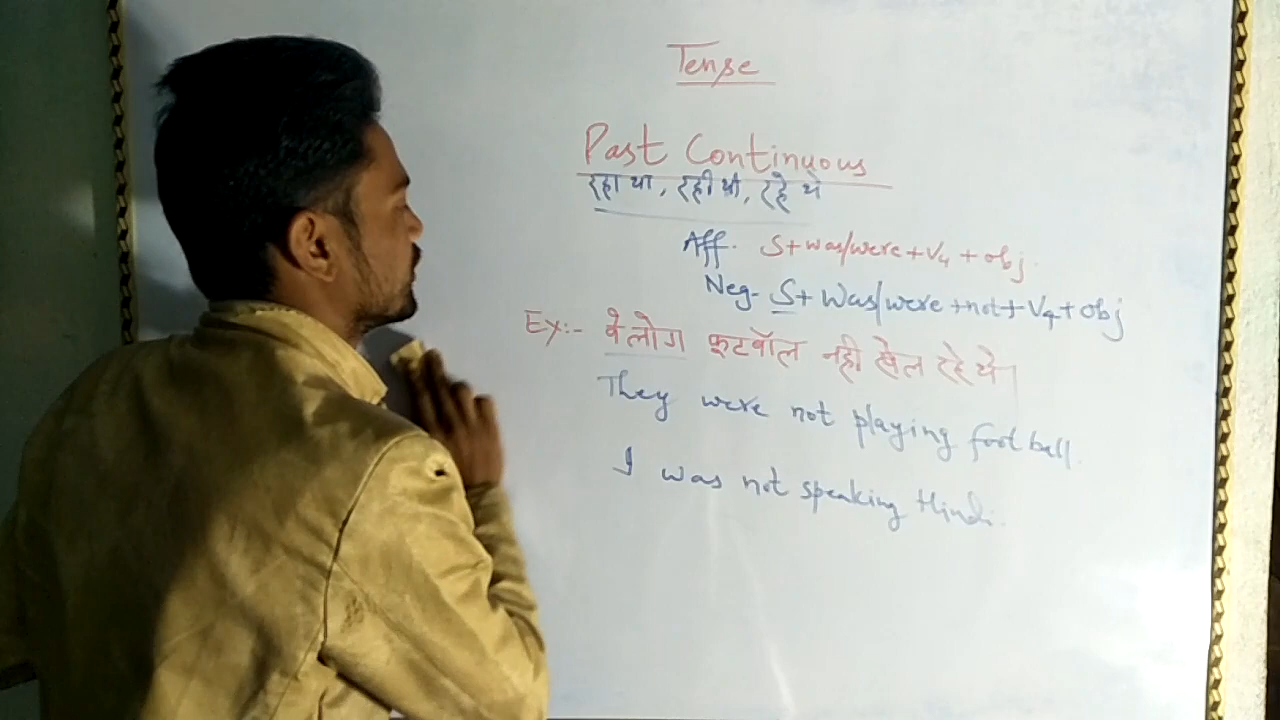 Tense
Past Continuous
रहा था, रही थी, रहे थे
Aff. S+was/were+V4+obj.
Neg- S+Was/were+not+V4+obj
Ex:- वे लोग फुटबॉल नही खेल रहे थे।
They were not playing football.
I was not speaking Hindi.